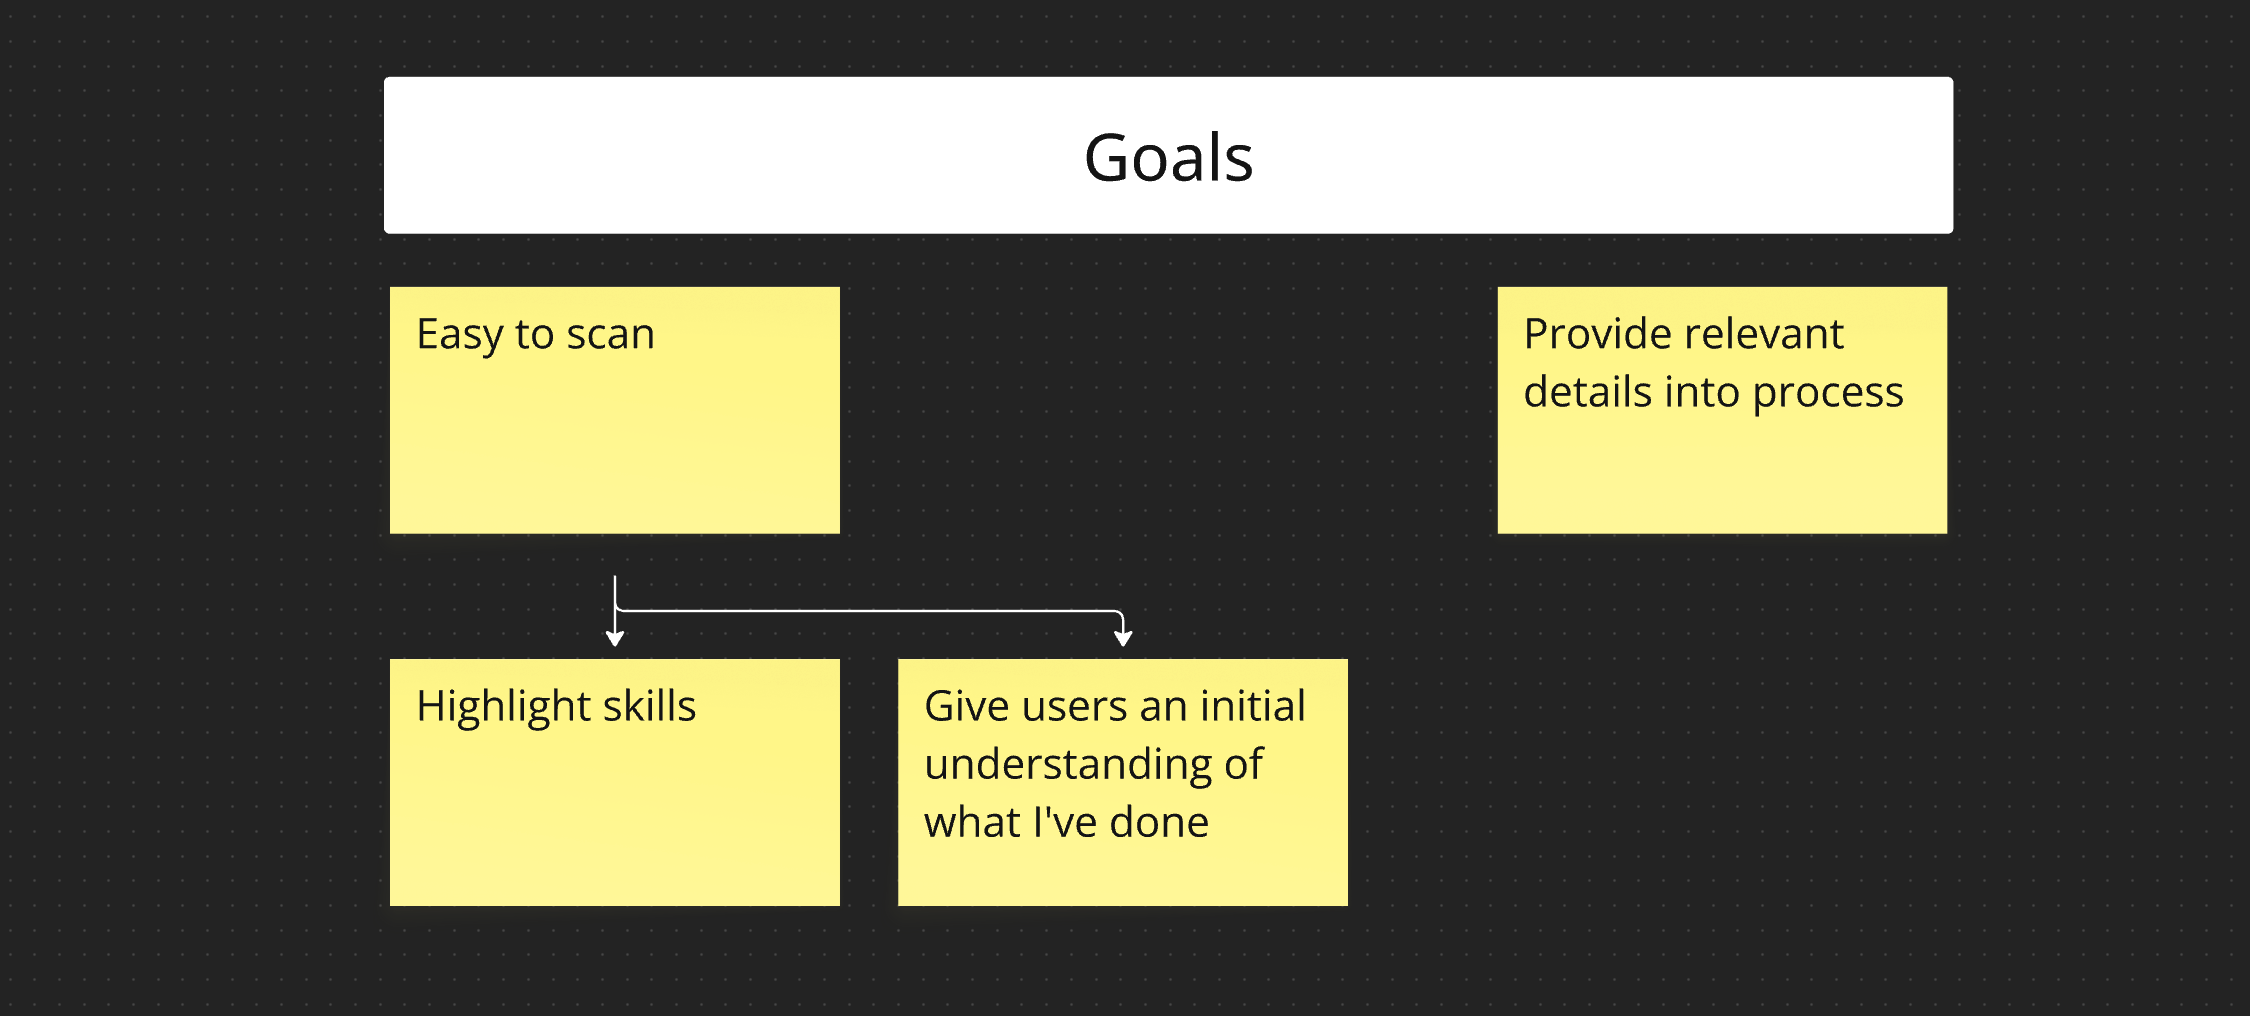 Goals
Easy to scan
Provide relevant
details into process
Highlight skills
Give users an initial
understanding of
what I've done